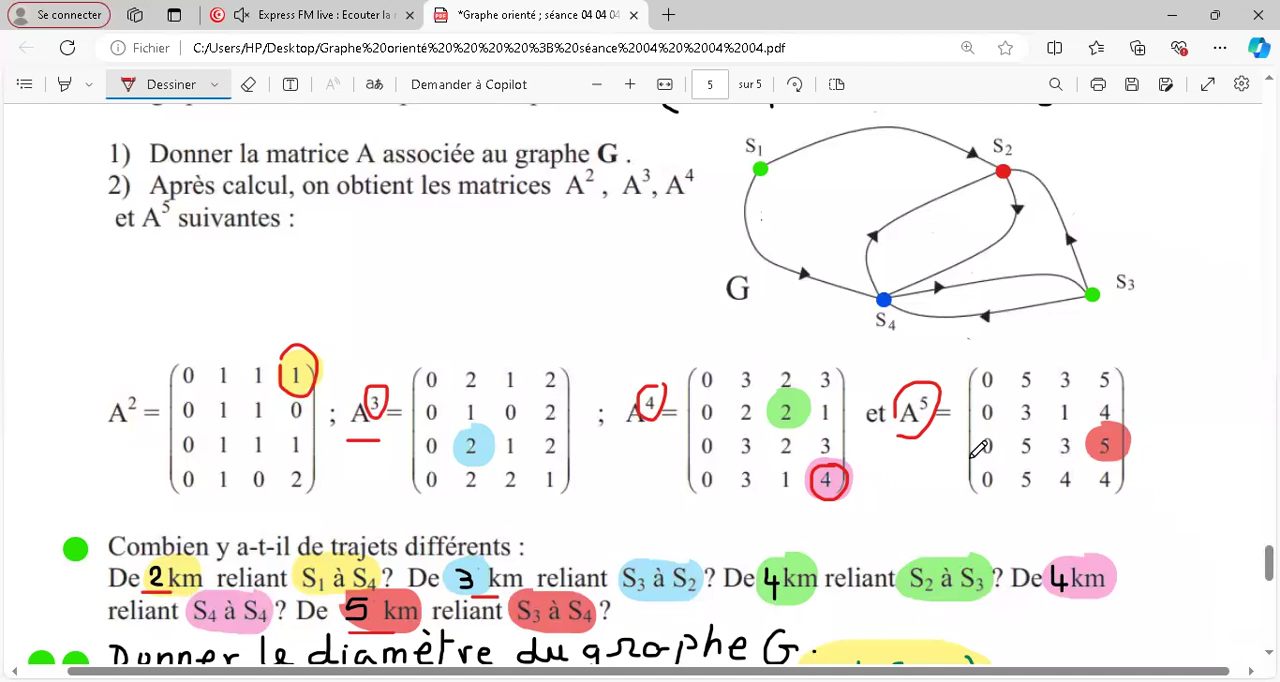 Se connecter
Express FM live : Ecouter la
*Graphe orienté ; séance 04 04 0
Fichier
C:/Users/HP/Desktop/Graphe%20orienté%20%20%20%20%3B%20séance%2004%20%2004%2004.pdf
Dessiner
aあ
Demander à Copilot
5 sur 5
1) Donner la matrice A associée au graphe G .
2) Après calcul, on obtient les matrices A² , A³, A⁴
et A⁵ suivantes :
S₁
S₂
G
S₃
S₄
A² =
0 1 1 1
0 1 1 0
0 1 1 1
0 1 0 2
; A³ =
0 2 1 2
0 1 0 2
0 2 1 2
0 2 2 1
; A⁴ =
0 3 2 3
0 2 2 1
0 3 2 3
0 3 1 4
et A⁵ =
0 5 3 5
0 3 1 4
0 5 3 5
0 5 4 4
Combien y a-t-il de trajets différents :
De 2 km reliant S₁ à S₄ ? De 3 km reliant S₃ à S₂ ? De 4 km reliant S₂ à S₃ ? De 4 km
reliant S₄ à S₄ ? De 5 km reliant S₃ à S₄ ?
Donner le diamètre du graphe G.